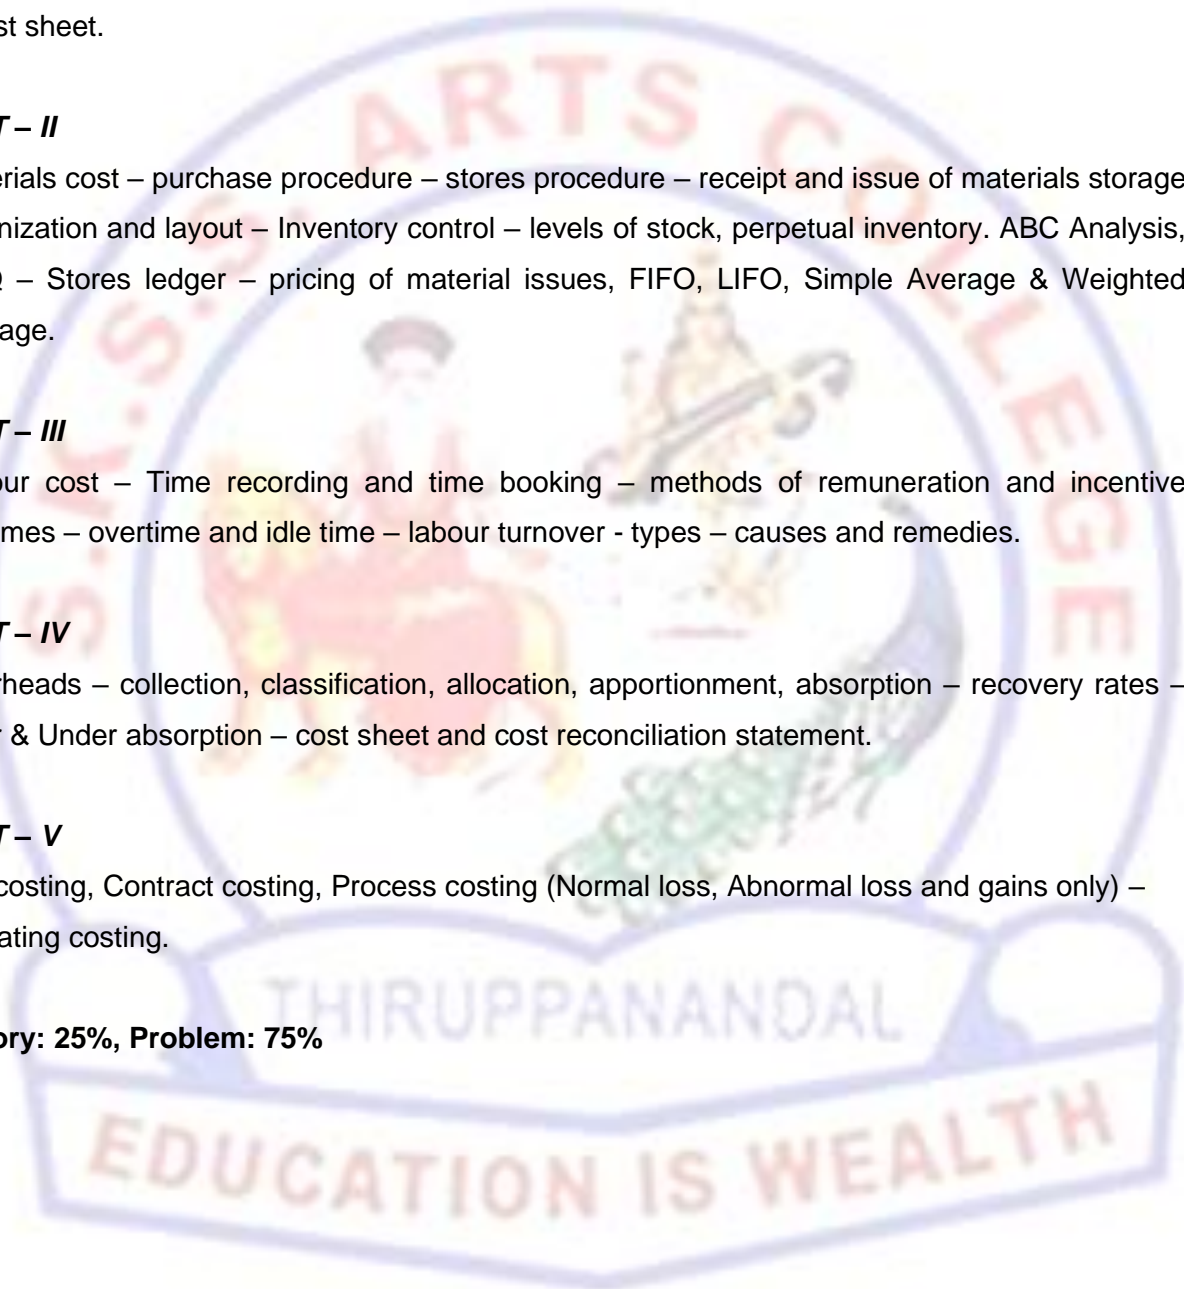 st sheet.
T – II
erials cost – purchase procedure – stores procedure – receipt and issue of materials storage
nization and layout – Inventory control – levels of stock, perpetual inventory. ABC Analysis,
Q – Stores ledger – pricing of material issues, FIFO, LIFO, Simple Average & Weighted
age.
T – III
our cost – Time recording and time booking – methods of remuneration and incentive
mes – overtime and idle time – labour turnover - types – causes and remedies.
T – IV
rheads – collection, classification, allocation, apportionment, absorption – recovery rates –
r & Under absorption – cost sheet and cost reconciliation statement.
T – V
costing, Contract costing, Process costing (Normal loss, Abnormal loss and gains only) –
ating costing.
ory: 25%, Problem: 75%
S.K.S.S. ARTS COLLEGE
THIRUPPANANDAL
EDUCATION IS WEALTH